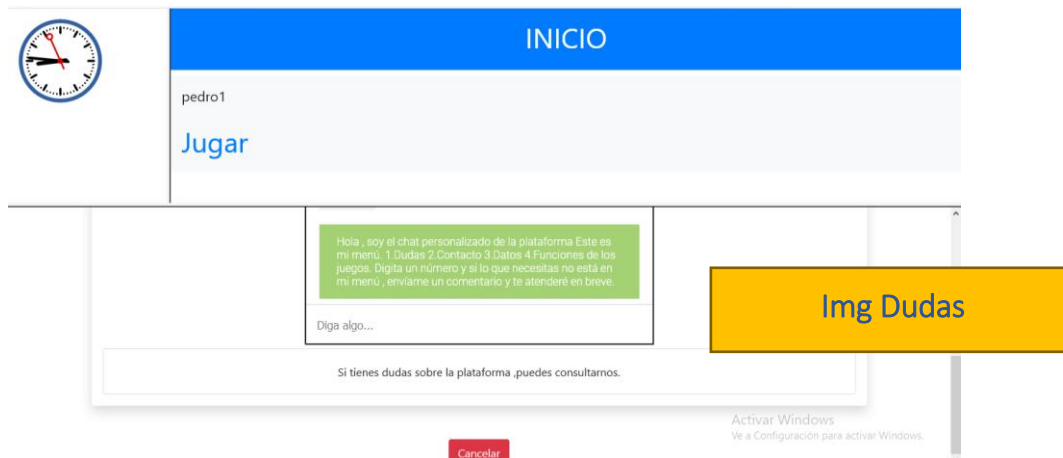 INICIO
pedro1
Jugar
Hola , soy el chat personalizado de la plataforma Este es
mi menú. 1.Dudas 2.Contacto 3.Datos 4.Funciones de los
juegos. Digita un número y si lo que necesitas no está en
mi menú , enviame un comentario y te atenderé en breve.
Diga algo...
Img Dudas
Si tienes dudas sobre la plataforma ,puedes consultarnos.
Activar Windows
Ve a Configuración para activar Windows.
Cancelar